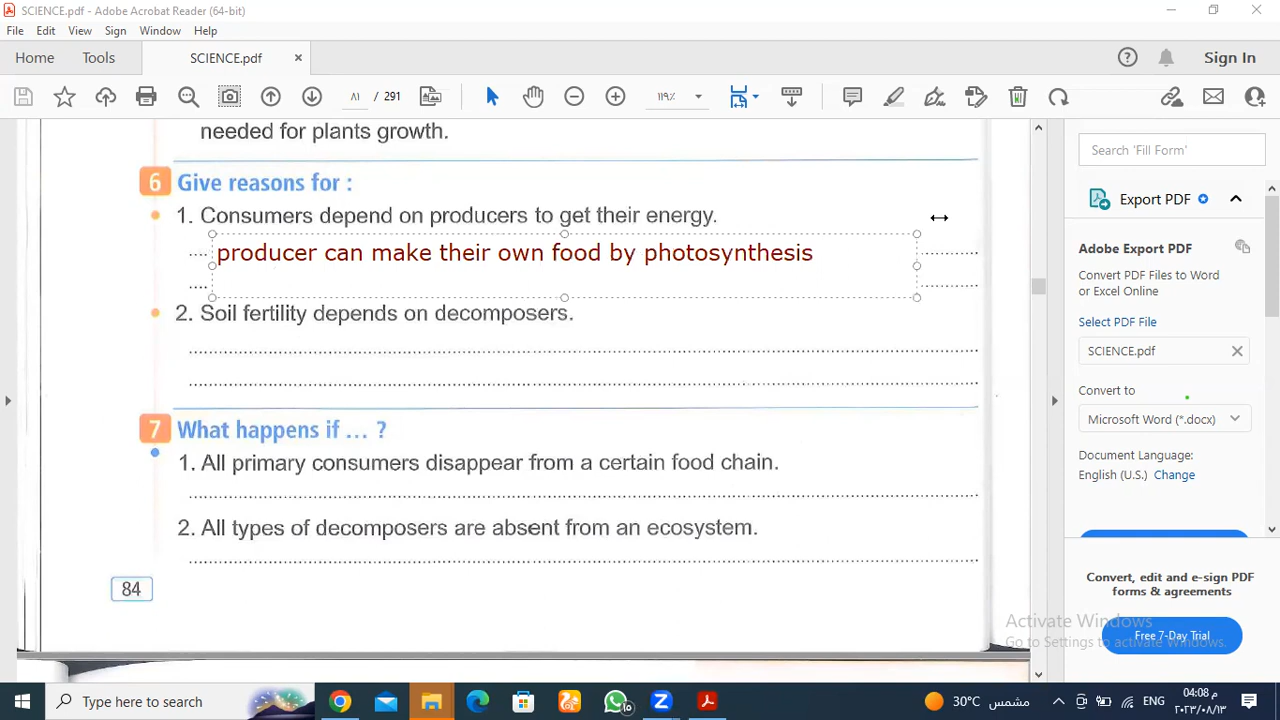 SCIENCE.pdf - Adobe Acrobat Reader (64-bit)
File Edit View Sign Window Help
Home Tools SCIENCE.pdf × Sign In
٨١ / 291 ١١٩٪
needed for plants growth.
6 Give reasons for :
1. Consumers depend on producers to get their energy.
producer can make their own food by photosynthesis
2. Soil fertility depends on decomposers.
7 What happens if ... ?
1. All primary consumers disappear from a certain food chain.
2. All types of decomposers are absent from an ecosystem.
84
Search 'Fill Form'
Export PDF
Adobe Export PDF
Convert PDF Files to Word
or Excel Online
Select PDF File
SCIENCE.pdf
Convert to
Microsoft Word (*.docx)
Document Language:
English (U.S.) Change
Convert, edit and e-sign PDF
forms & agreements
Free 7-Day Trial
Activate Windows
Go to Settings to activate Windows.
Type here to search
30°C مشمس ENG
04:08 م
٢٠٢٣/٠٨/١٣